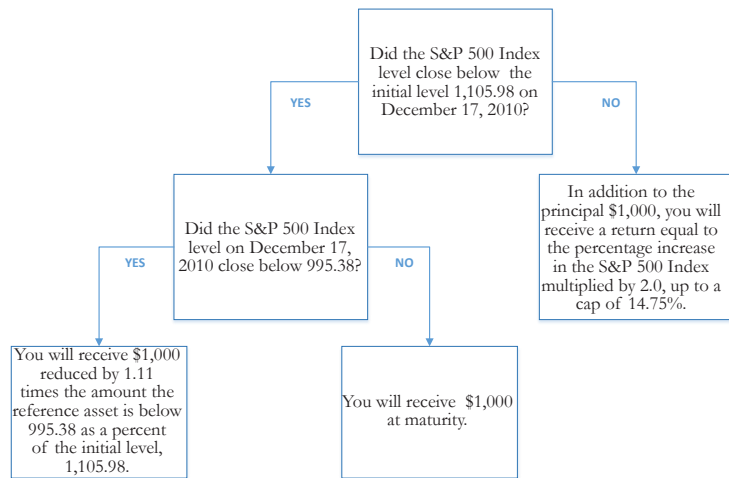 Did the S&P 500 Index
level close below the
initial level 1,105.98 on
December 17, 2010?
YES
NO
Did the S&P 500 Index
level on December 17,
2010 close below 995.38?
In addition to the
principal $1,000, you will
receive a return equal to
the percentage increase
in the S&P 500 Index
multiplied by 2.0, up to a
cap of 14.75%.
YES
NO
You will receive $1,000
reduced by 1.11
times the amount the
reference asset is below
995.38 as a percent
of the initial level,
1,105.98.
You will receive $1,000
at maturity.